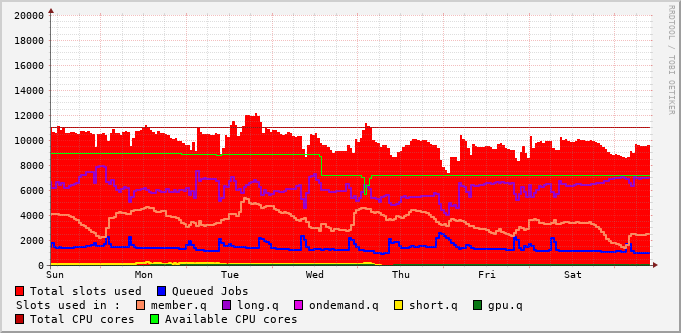 20000
18000
16000
14000
12000
10000
8000
6000
4000
2000
0
Sun Mon Tue Wed Thu Fri Sat
Total slots used Queued Jobs
Slots used in : member.q long.q ondemand.q short.q gpu.q
Total CPU cores Available CPU cores
RRDTOOL / TOBI OETIKER